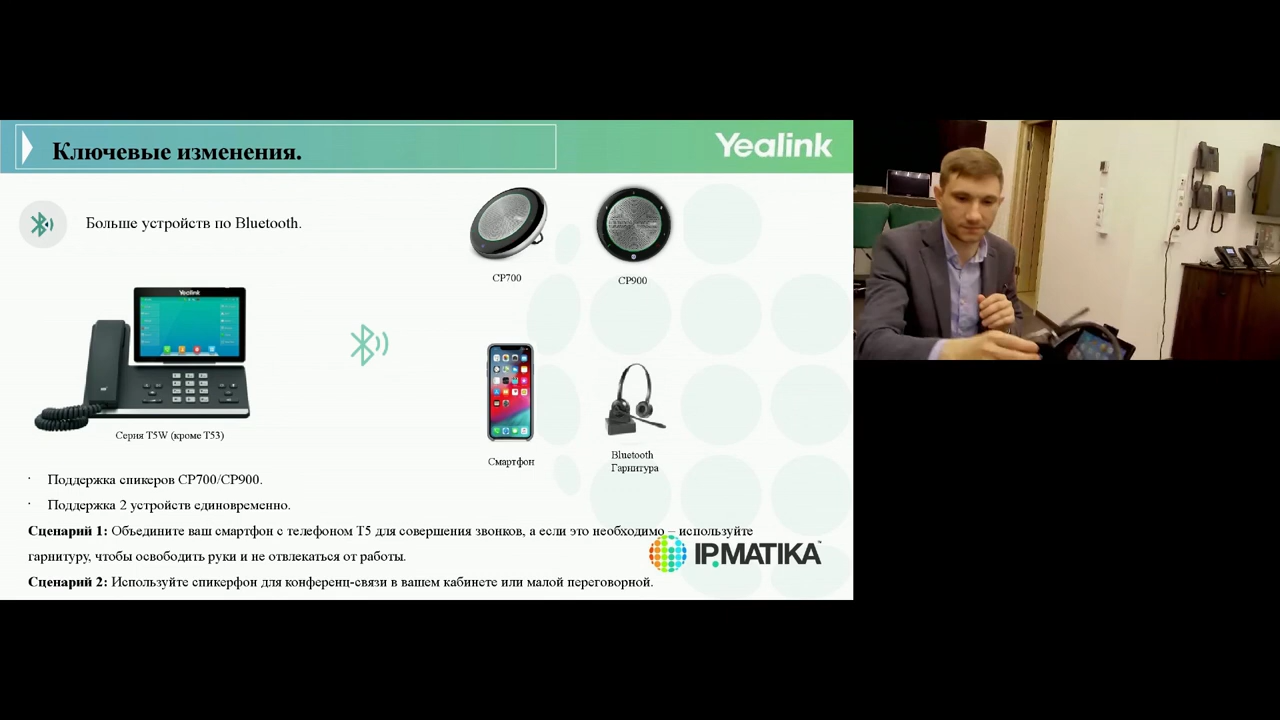 Ключевые изменения.
Yealink
Больше устройств по Bluetooth.
CP700
CP900
Yealink
Серия T5W (кроме T53)
Смартфон
Bluetooth
Гарнитура
· Поддержка спикеров CP700/CP900.
· Поддержка 2 устройств единовременно.
Сценарий 1: Объедините ваш смартфон с телефоном T5 для совершения звонков, а если это необходимо – используйте
гарнитуру, чтобы освободить руки и не отвлекаться от работы.
IPMATIKA™
Сценарий 2: Используйте спикерфон для конференц-связи в вашем кабинете или малой переговорной.